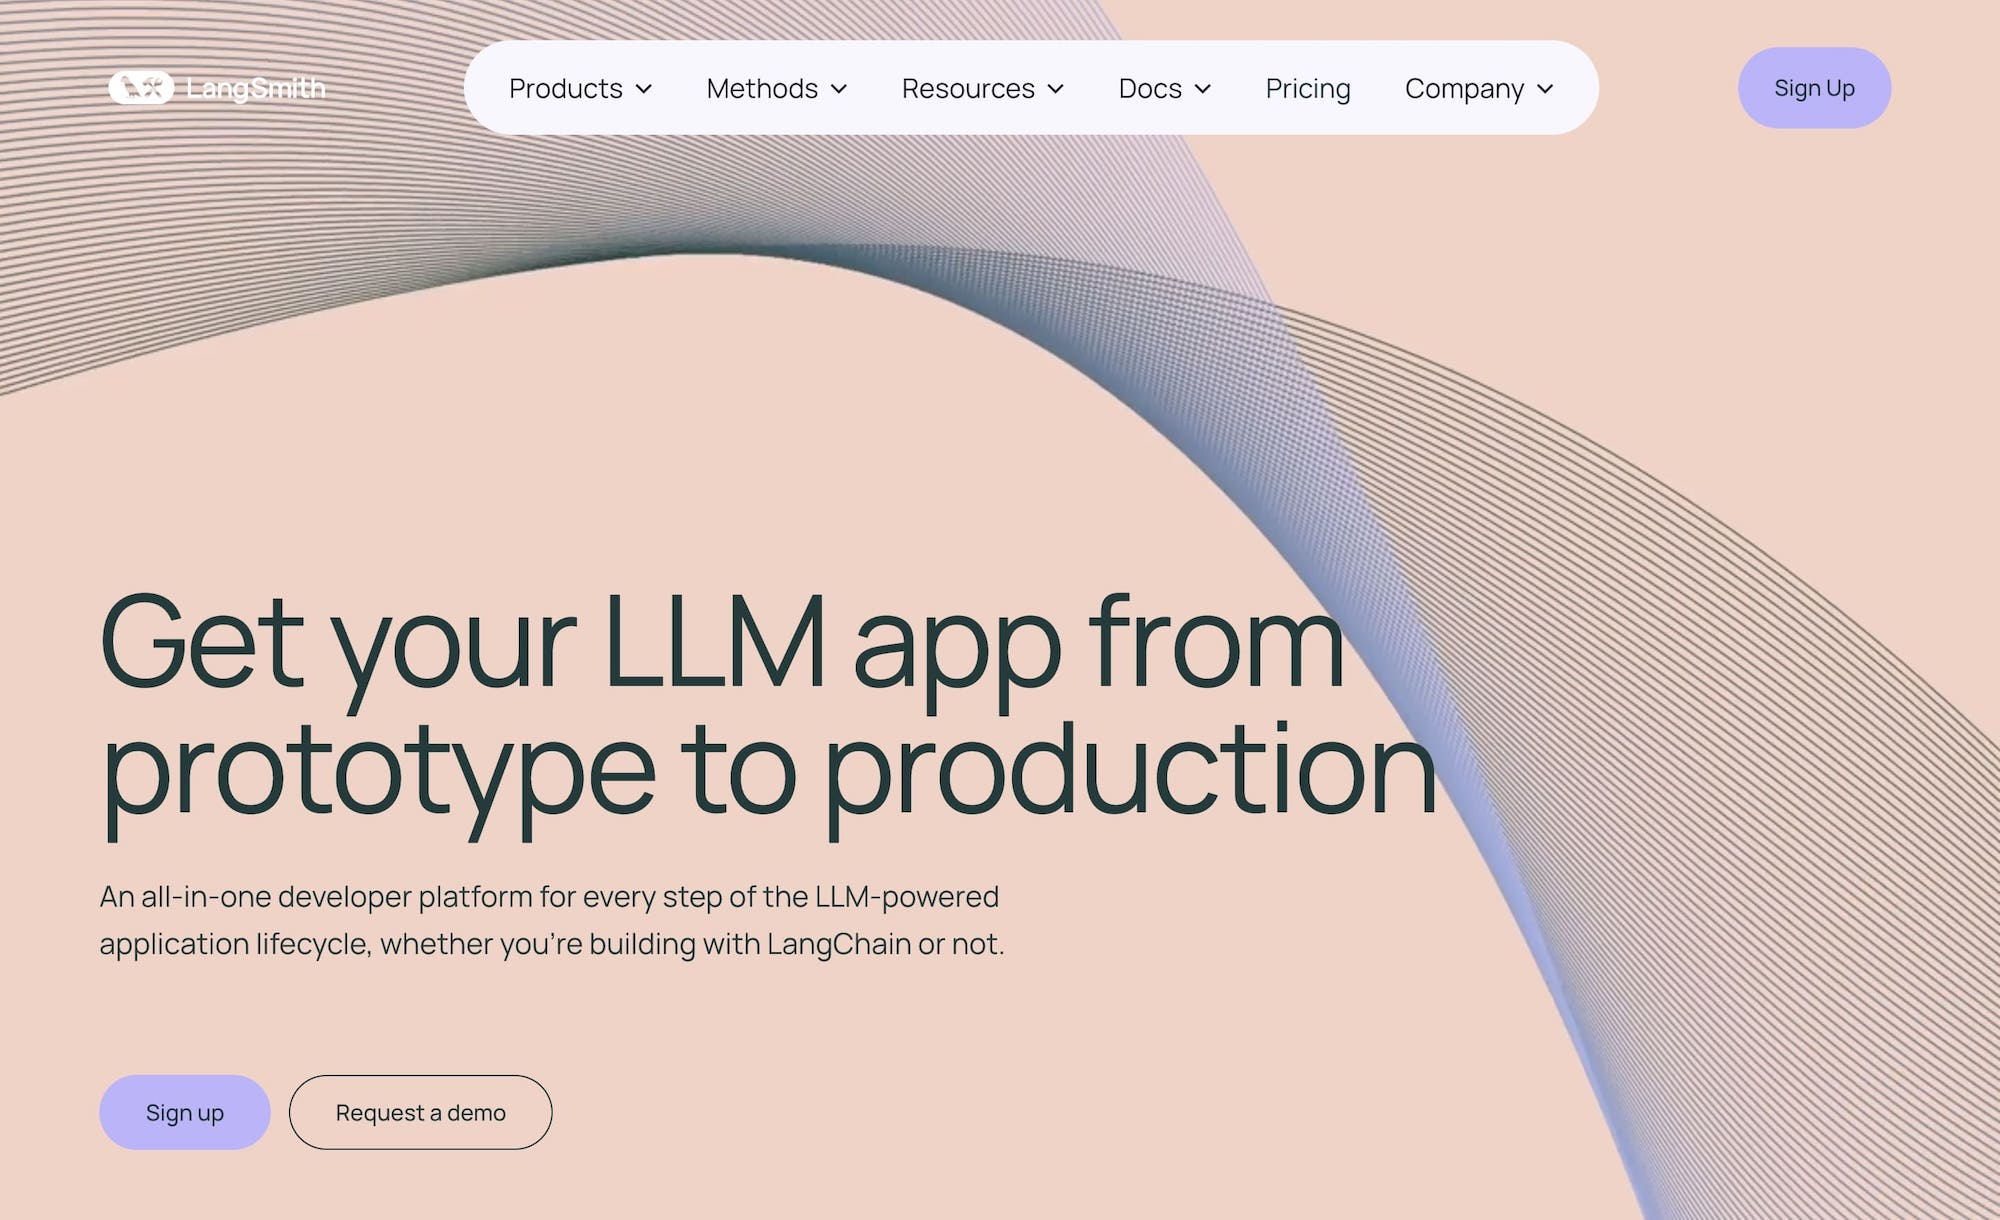 LangSmith
Products
Methods
Resources
Docs
Pricing
Company
Sign Up
Get your LLM app from
prototype to production
An all-in-one developer platform for every step of the LLM-powered
application lifecycle, whether you’re building with LangChain or not.
Sign up
Request a demo